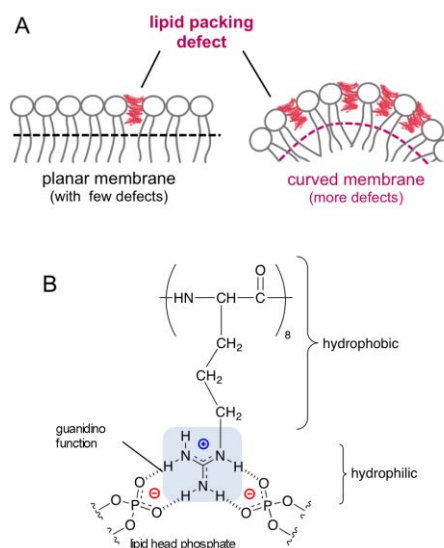 A
lipid packing
defect
planar membrane
(with few defects)
curved membrane
(more defects)
B
HN CH C
O
8
CH2
CH2
CH2
hydrophobic
guanidino
function
H
N N
H H
H N H
hydrophilic
O O
O P O O P O
O O
lipid head phosphate